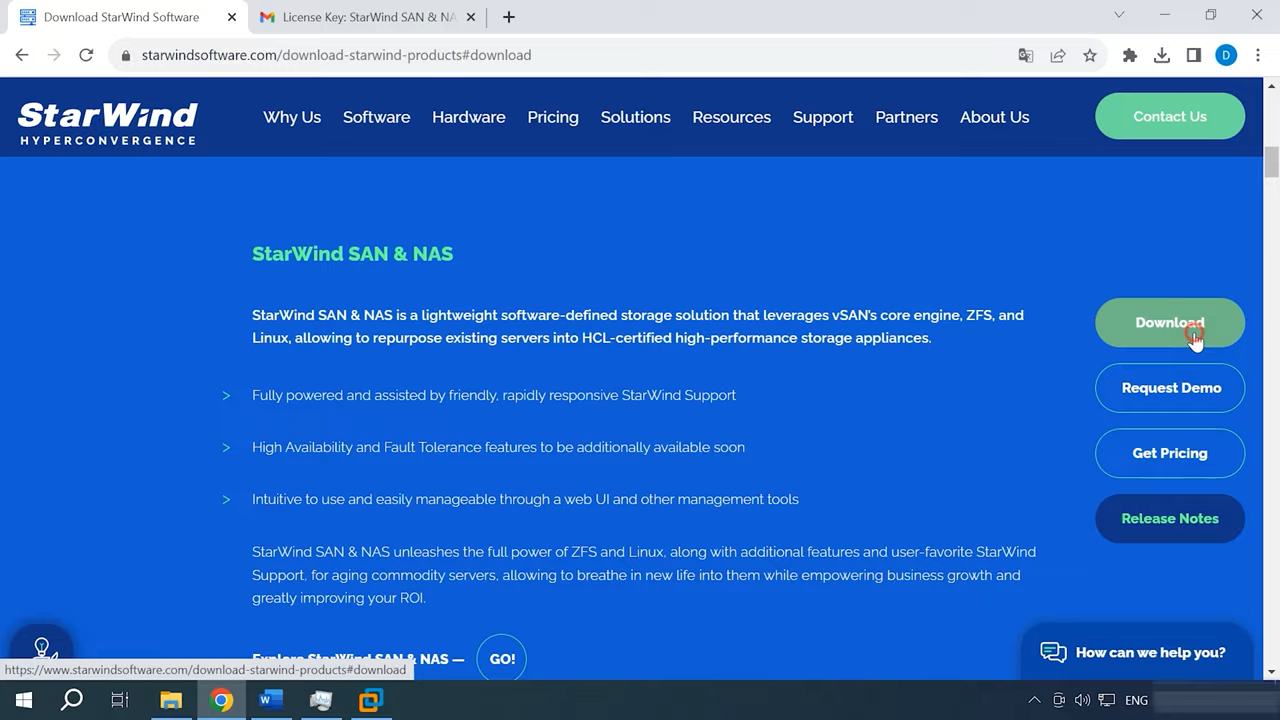 Download StarWind Software
License Key: StarWind SAN & NA
starwindsoftware.com/download-starwind-products#download
D
StarWind
HYPERCONVERGENCE
Why Us
Software
Hardware
Pricing
Solutions
Resources
Support
Partners
About Us
Contact Us
StarWind SAN & NAS
StarWind SAN & NAS is a lightweight software-defined storage solution that leverages vSAN's core engine, ZFS, and
Linux, allowing to repurpose existing servers into HCL-certified high-performance storage appliances.
> Fully powered and assisted by friendly, rapidly responsive StarWind Support
> High Availability and Fault Tolerance features to be additionally available soon
> Intuitive to use and easily manageable through a web UI and other management tools
StarWind SAN & NAS unleashes the full power of ZFS and Linux, along with additional features and user-favorite StarWind
Support, for aging commodity servers, allowing to breathe in new life into them while empowering business growth and
greatly improving your ROI.
Explore StarWind SAN & NAS —
GO!
Download
Request Demo
Get Pricing
Release Notes
How can we help you?
https://www.starwindsoftware.com/download-starwind-products#download
ENG